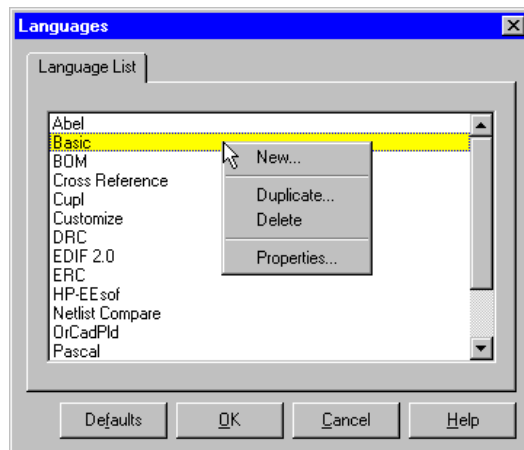 Languages
Language List
Abel
Basic
BOM
Cross Reference
Cupl
Customize
DRC
EDIF 2.0
ERC
HP-EEsof
Netlist Compare
OrCadPld
Pascal
New...
Duplicate...
Delete
Properties...
Defaults
OK
Cancel
Help